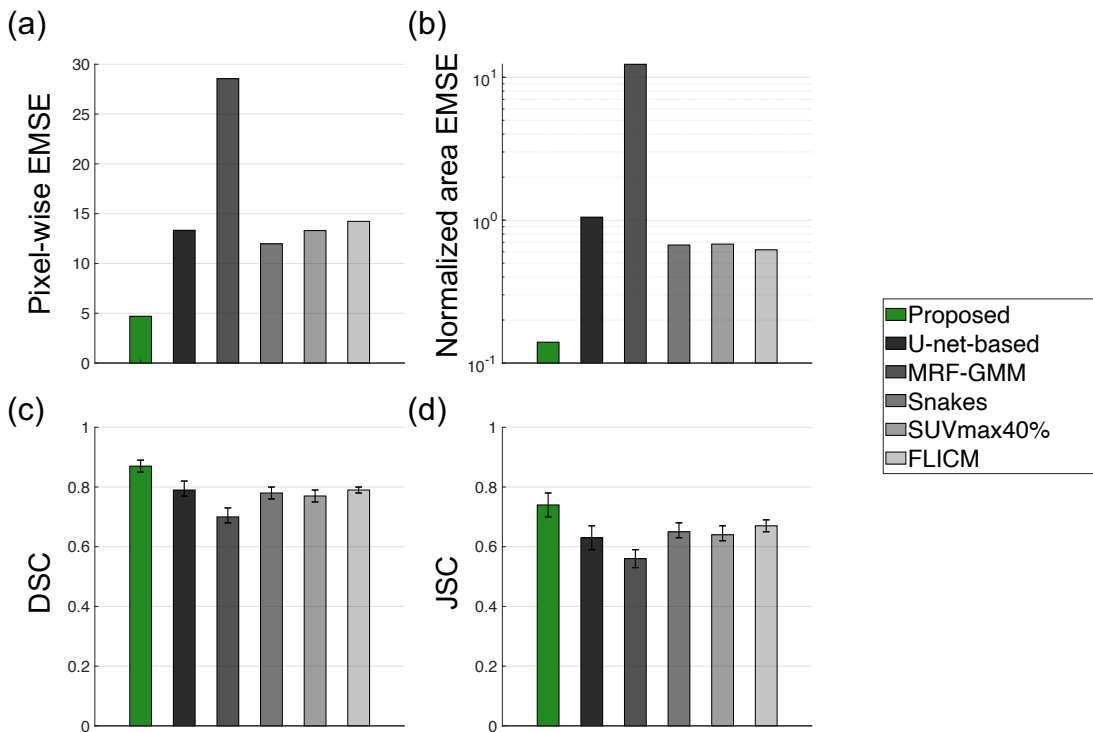 (a)
Pixel-wise EMSE
30
25
20
15
10
5
0
(b)
Normalized area EMSE
10^1
10^0
10^-1
(c)
DSC
1
0.8
0.6
0.4
0.2
0
(d)
JSC
1
0.8
0.6
0.4
0.2
0
Proposed
U-net-based
MRF-GMM
Snakes
SUVmax40%
FLICM